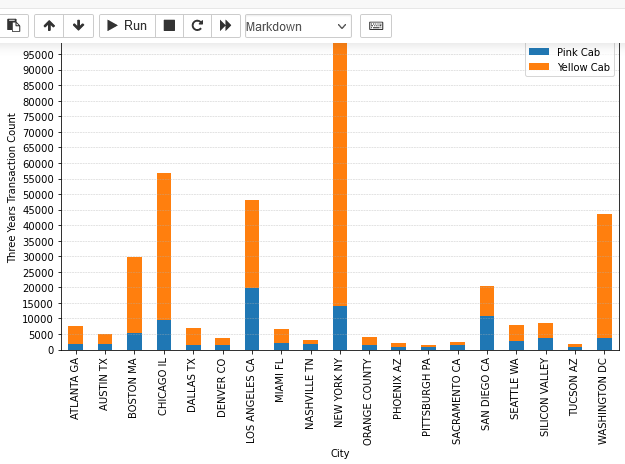 Run
Markdown
Pink Cab
Yellow Cab
95000
90000
85000
80000
75000
70000
65000
60000
55000
50000
45000
40000
35000
30000
25000
20000
15000
10000
5000
0
Three Years Transaction Count
ATLANTA GA
AUSTIN TX
BOSTON MA
CHICAGO IL
DALLAS TX
DENVER CO
LOS ANGELES CA
MIAMI FL
NASHVILLE TN
NEW YORK NY
ORANGE COUNTY
PHOENIX AZ
PITTSBURGH PA
SACRAMENTO CA
SAN DIEGO CA
SEATTLE WA
SILICON VALLEY
TUCSON AZ
WASHINGTON DC
City